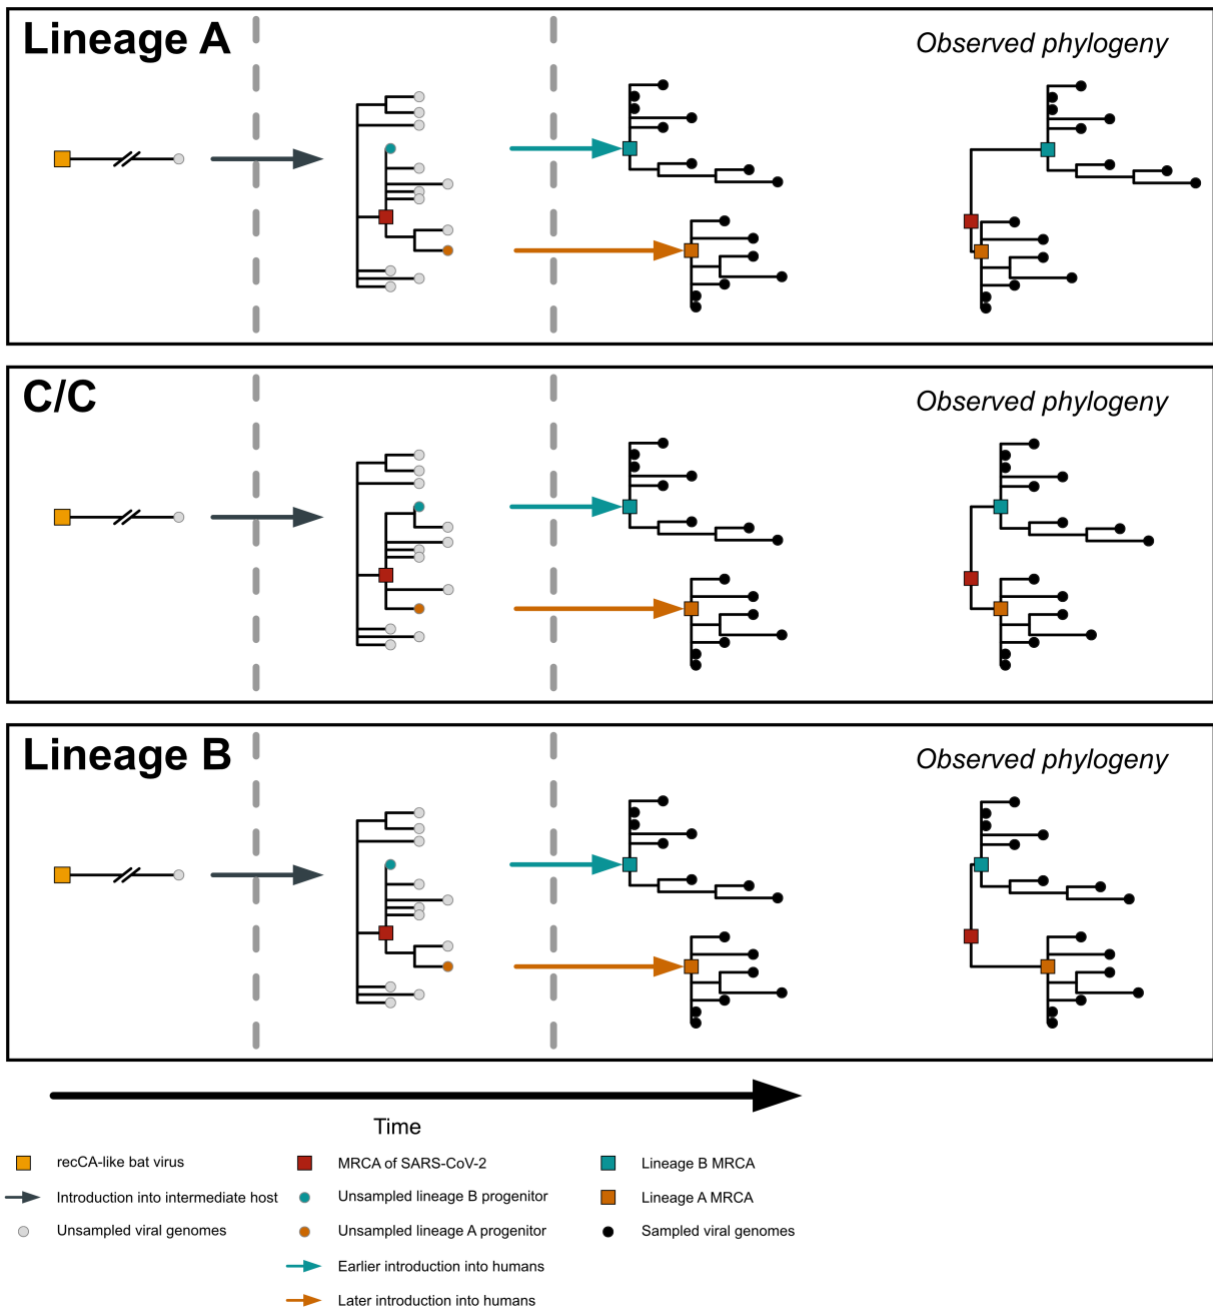 Lineage A
Observed phylogeny
C/C
Observed phylogeny
Lineage B
Observed phylogeny
Time
recCA-like bat virus
MRCA of SARS-CoV-2
Lineage B MRCA
Introduction into intermediate host
Unsampled lineage B progenitor
Lineage A MRCA
Unsampled viral genomes
Unsampled lineage A progenitor
Sampled viral genomes
Earlier introduction into humans
Later introduction into humans